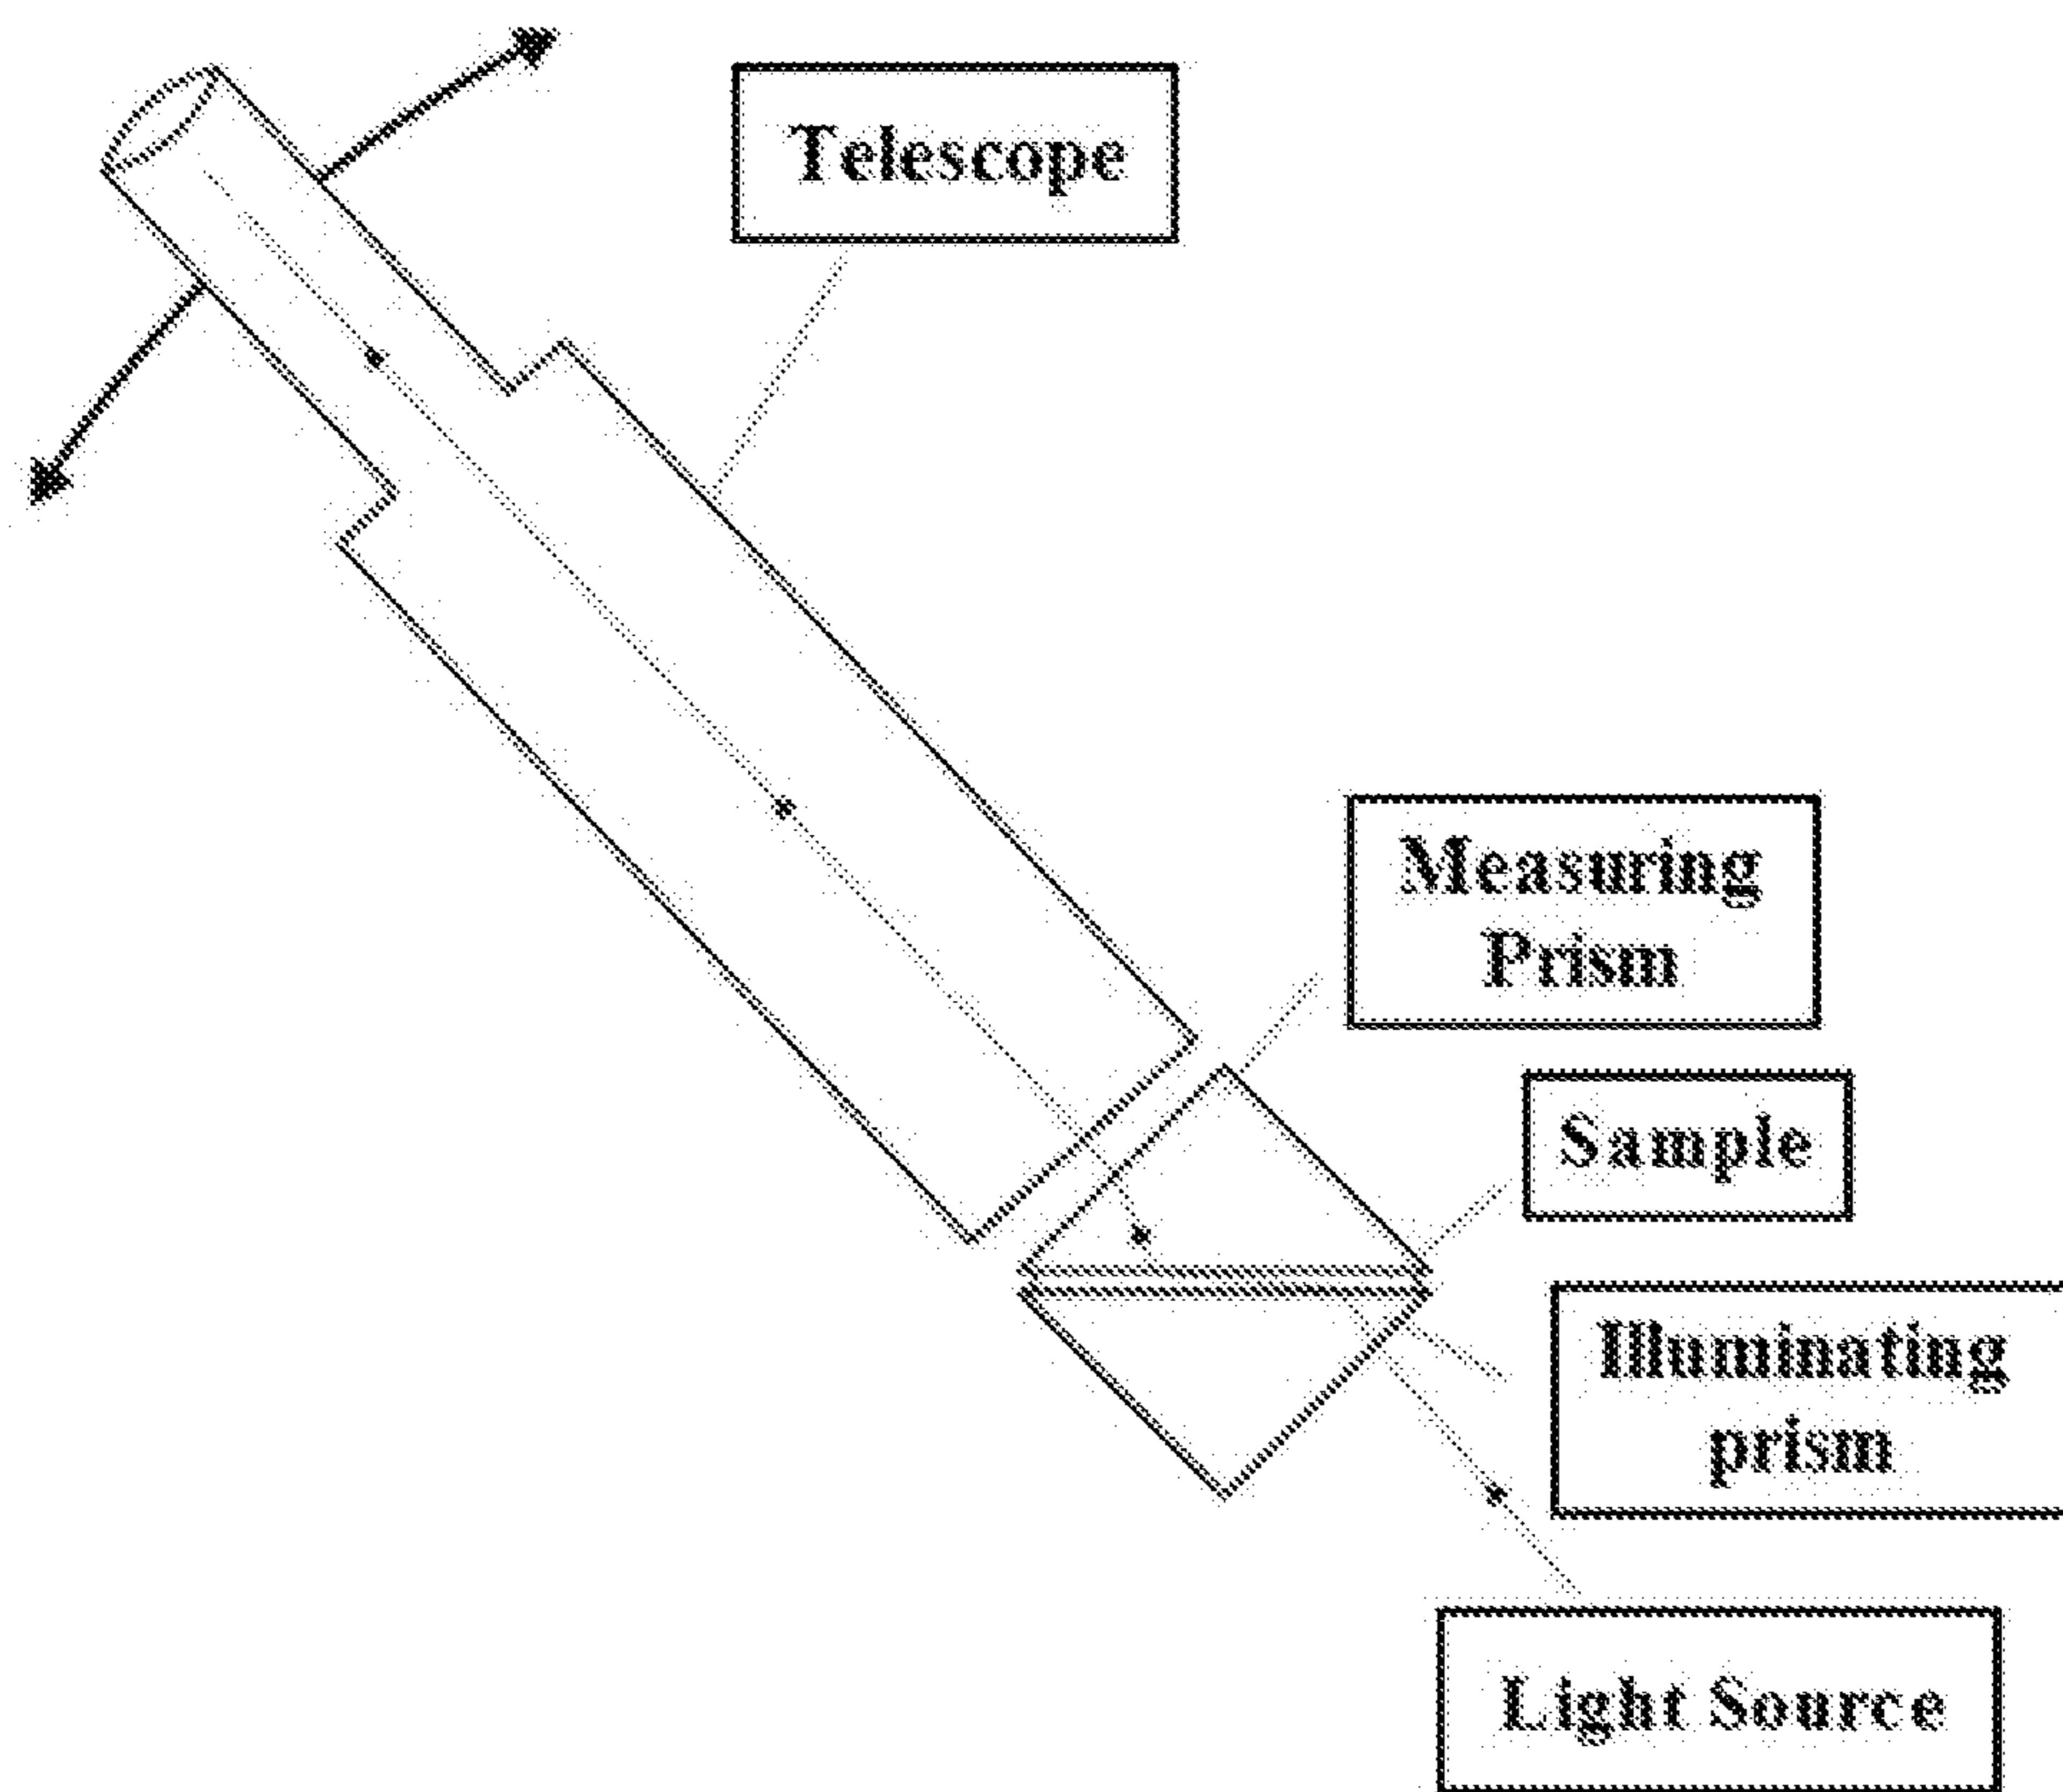 Telescope
Measuring
Prism
Sample
Illuminating
prism
Light Source